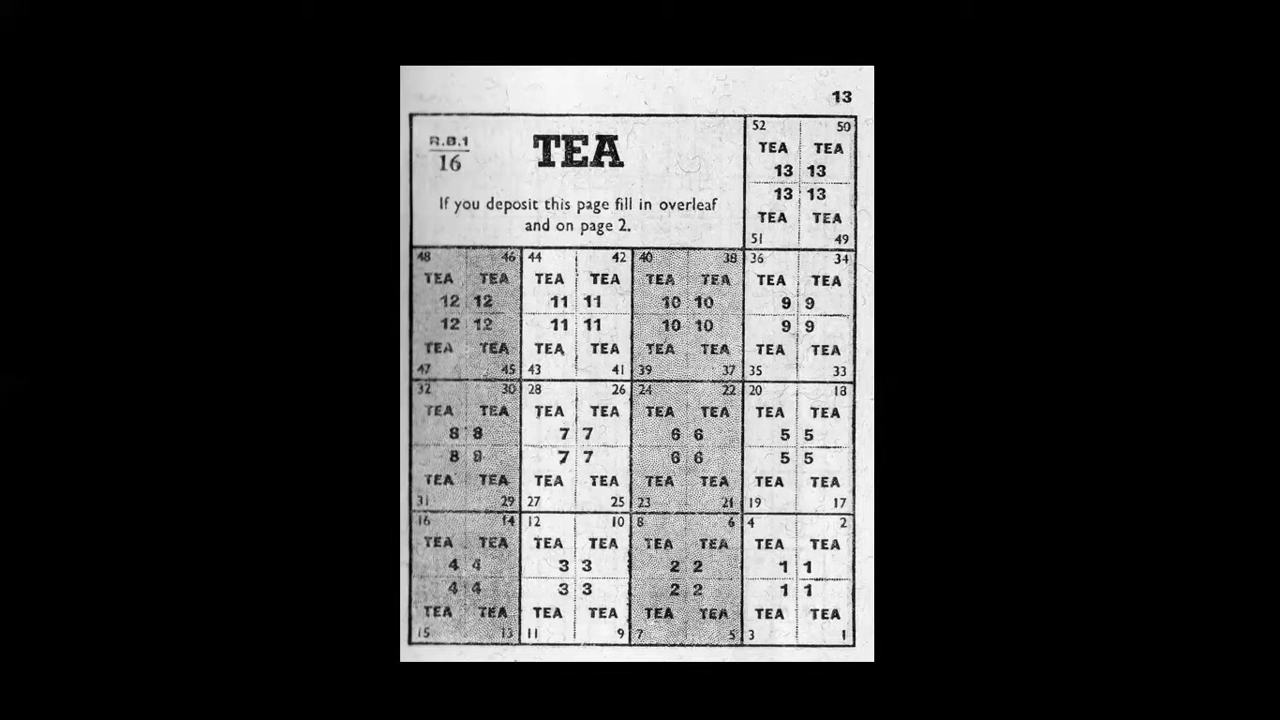 13
R.B.1
16
TEA
If you deposit this page fill in overleaf
and on page 2.
52 50
TEA TEA
13 13
13 13
TEA TEA
51 49
48 46 44 42 40 38 36 34
TEA TEA TEA TEA TEA TEA TEA TEA
12 12 11 11 10 10 9 9
12 12 11 11 10 10 9 9
TEA TEA TEA TEA TEA TEA TEA TEA
47 45 43 41 39 37 35 33
32 30 28 26 24 22 20 18
TEA TEA TEA TEA TEA TEA TEA TEA
8 8 7 7 6 6 5 5
8 8 7 7 6 6 5 5
TEA TEA TEA TEA TEA TEA TEA TEA
31 29 27 25 23 21 19 17
16 14 12 10 8 6 4 2
TEA TEA TEA TEA TEA TEA TEA TEA
4 4 3 3 2 2 1 1
4 4 3 3 2 2 1 1
TEA TEA TEA TEA TEA TEA TEA TEA
15 13 11 9 7 5 3 1